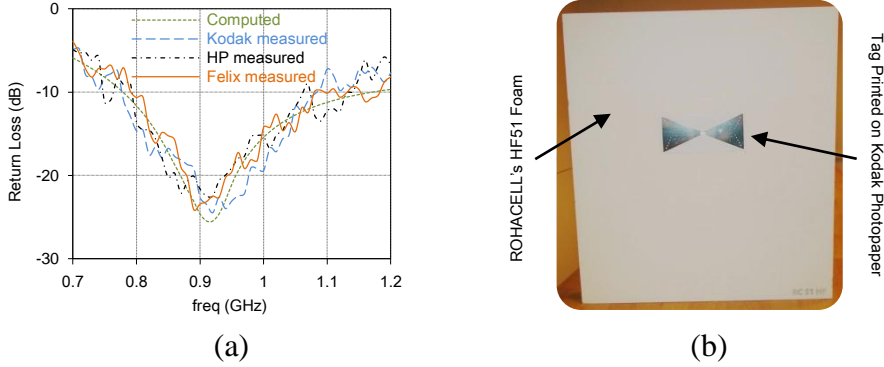 0
-10
-20
-30
Return Loss (dB)
Computed
Kodak measured
HP measured
Felix measured
0.7
0.8
0.9
1
1.1
1.2
freq (GHz)
(a)
ROHACELL's HF51 Foam
Tag Printed on Kodak Photopaper
(b)